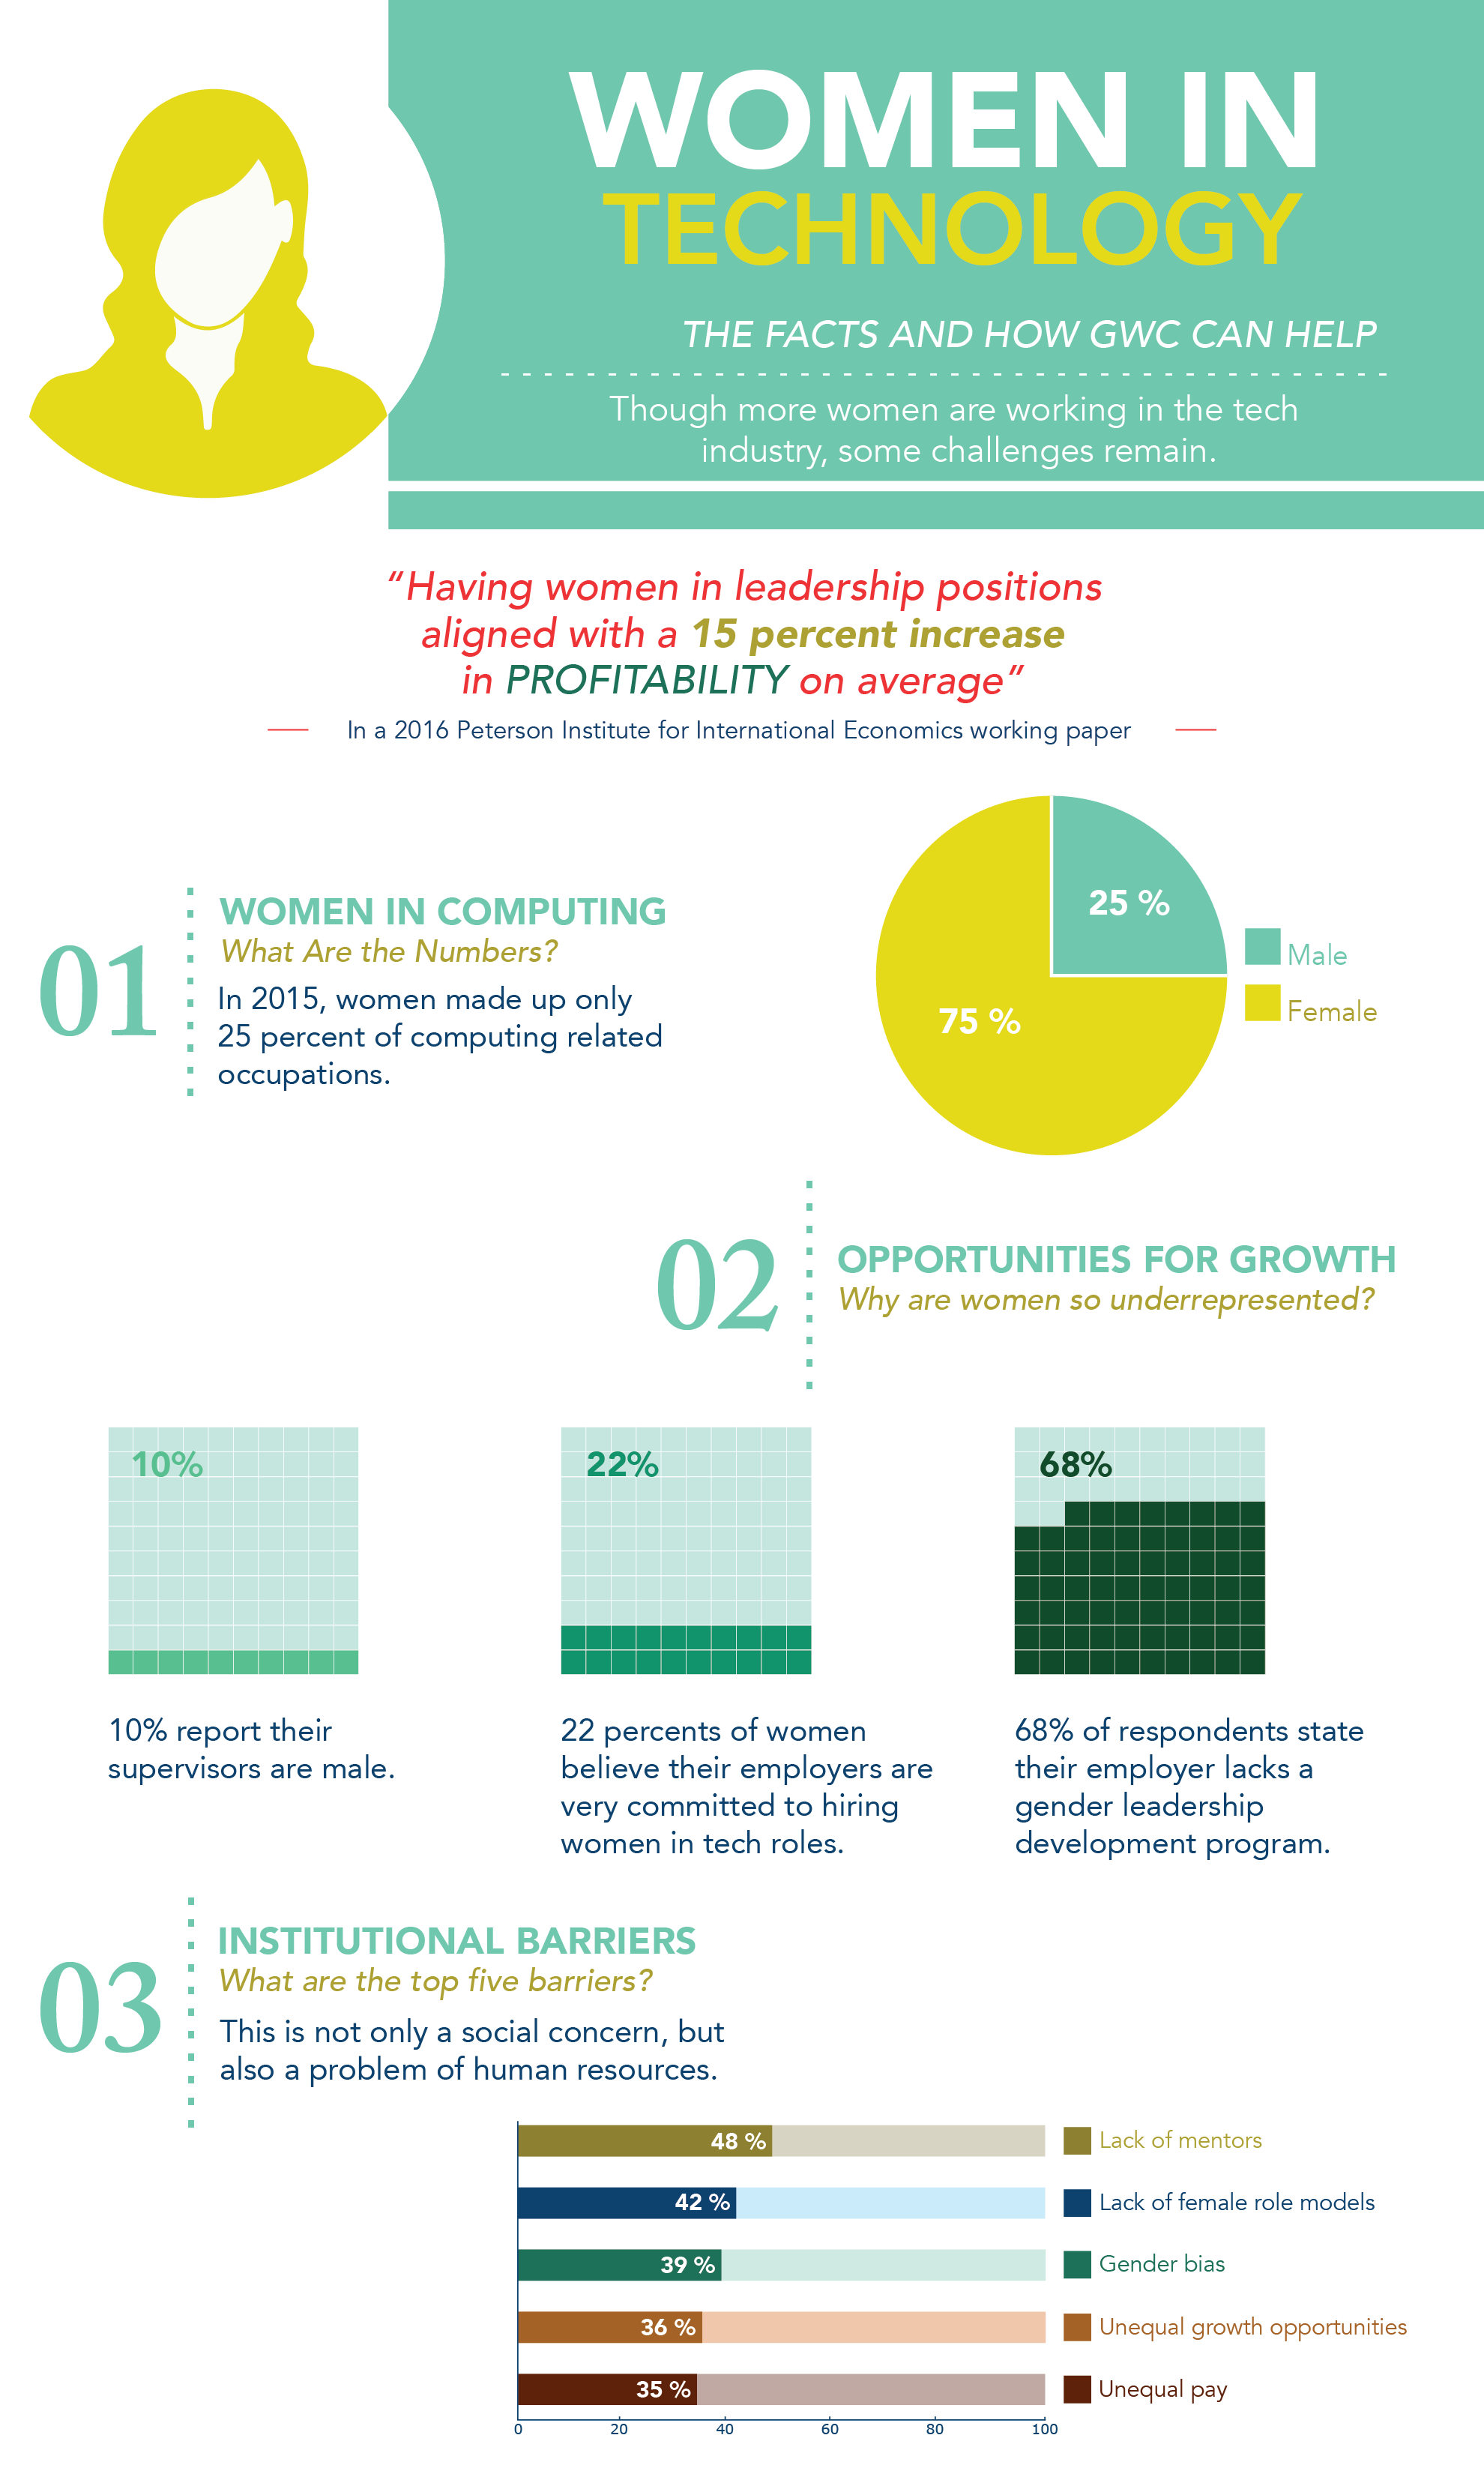 WOMEN IN
TECHNOLOGY
THE FACTS AND HOW GWC CAN HELP
Though more women are working in the tech
industry, some challenges remain.
“Having women in leadership positions
aligned with a 15 percent increase
in PROFITABILITY on average”
In a 2016 Peterson Institute for International Economics working paper
01
WOMEN IN COMPUTING
What Are the Numbers?
In 2015, women made up only
25 percent of computing related
occupations.
25 %
75 %
Male
Female
02
OPPORTUNITIES FOR GROWTH
Why are women so underrepresented?
10%
10% report their
supervisors are male.
22%
22 percents of women
believe their employers are
very committed to hiring
women in tech roles.
68%
68% of respondents state
their employer lacks a
gender leadership
development program.
03
INSTITUTIONAL BARRIERS
What are the top five barriers?
This is not only a social concern, but
also a problem of human resources.
48 %
Lack of mentors
42 %
Lack of female role models
39 %
Gender bias
36 %
Unequal growth opportunities
35 %
Unequal pay
0 20 40 60 80 100